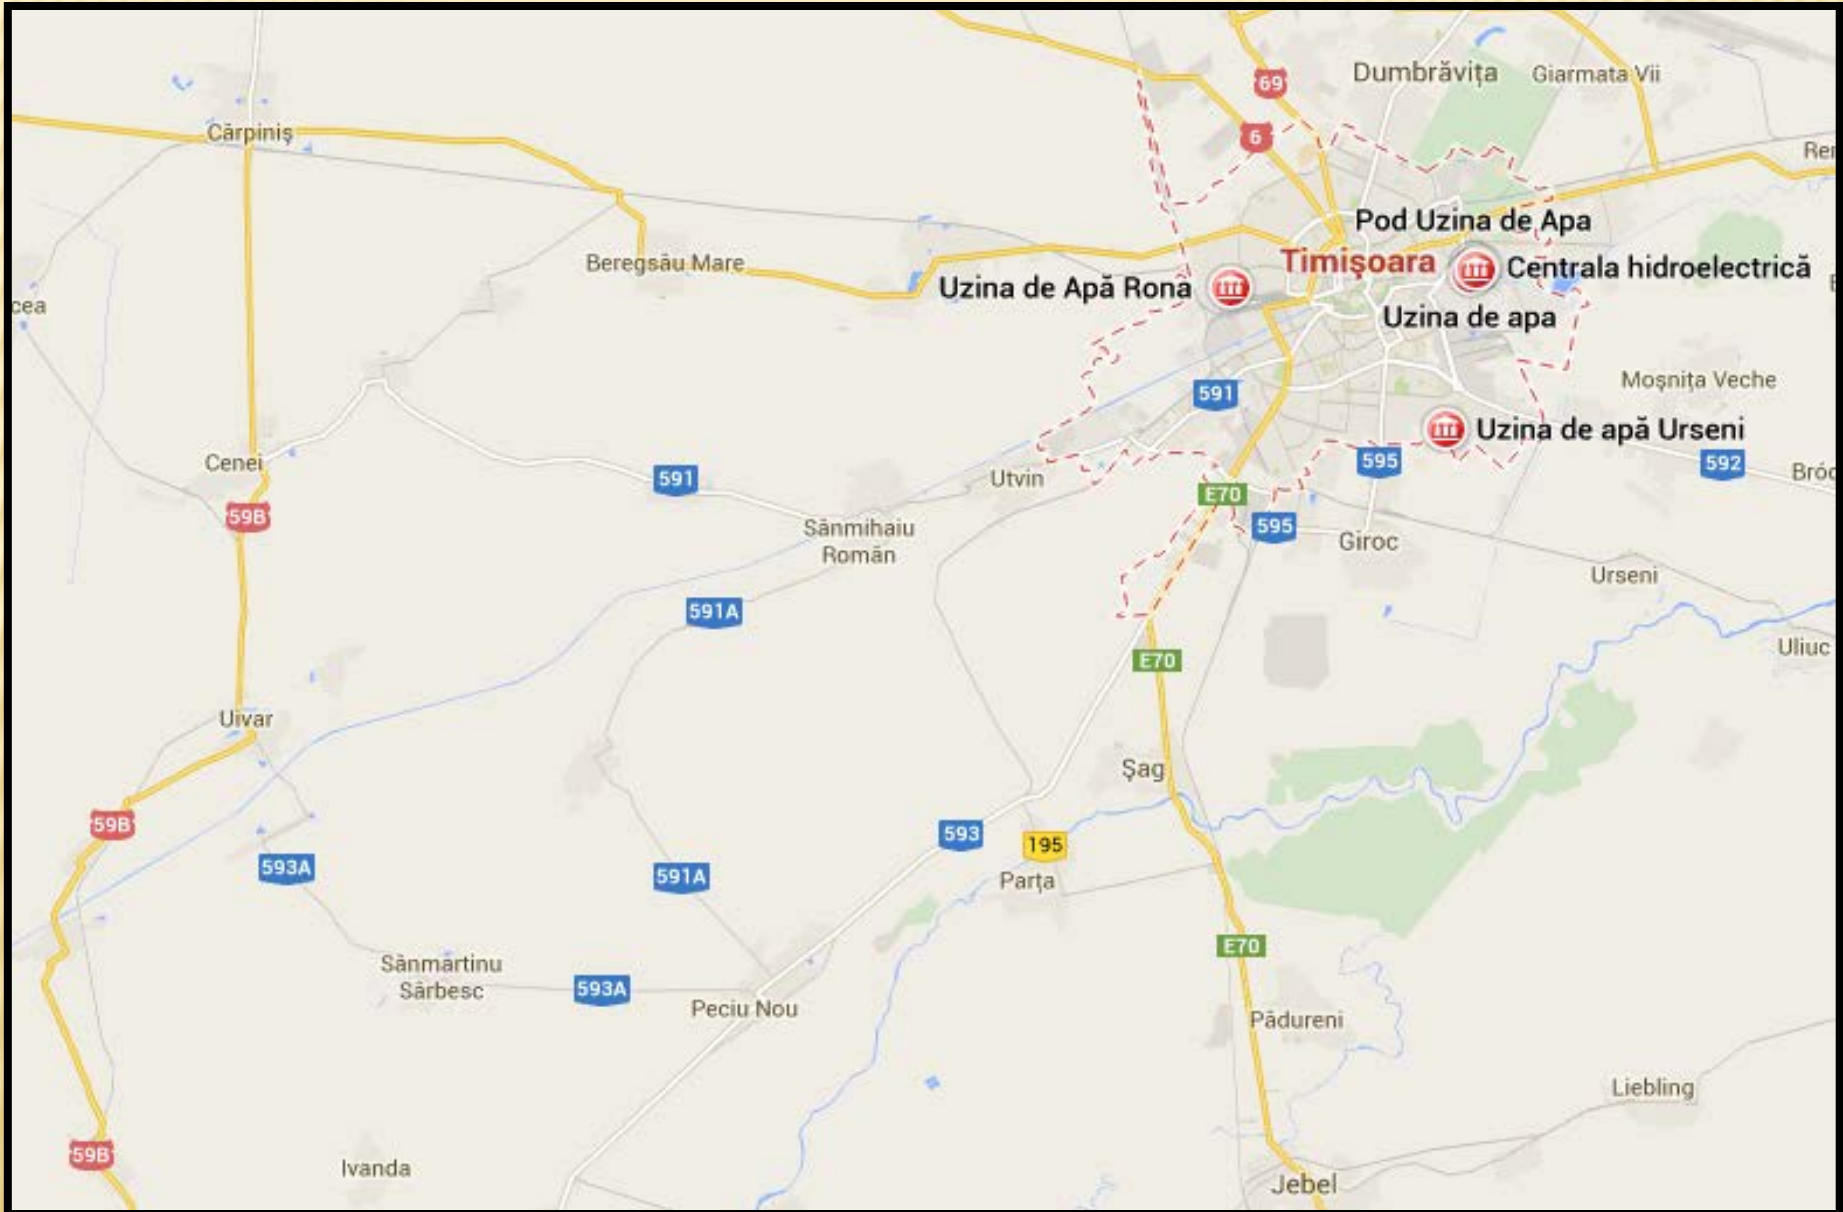 69
Dumbrăvița
Giarmata Vii
Cărpiniș
6
Rer
Pod Uzina de Apa
Beregsău Mare
Timișoara
Centrala hidroelectrică
Uzina de Apă Rona
cea
Uzina de apa
Moșnița Veche
591
Uzina de apă Urseni
Cenei
595
592
591
Utvin
Bróc
E70
59B
595
Sânmihaiu
Român
Giroc
Urseni
591A
Uliuc
E70
Uivar
Șag
59B
593
195
593A
591A
Parța
E70
Sânmartinu
Sârbesc
593A
Peciu Nou
Pădureni
Liebling
59B
Ivanda
Jebel